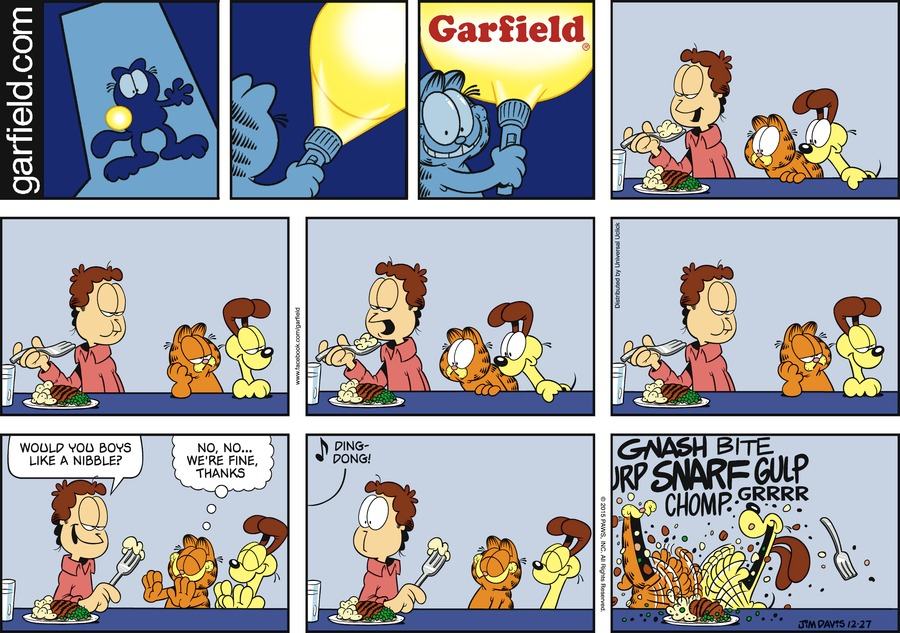 garfield.com
Garfield
www.facebook.com/garfield
Distributed by Universal Uclick
WOULD YOU BOYS
LIKE A NIBBLE?
NO, NO...
WE'RE FINE,
THANKS
DING-
DONG!
© 2015 PAWS, INC. All Rights Reserved.
GNASH BITE
URP SNARF GULP
CHOMP GRRRR
JIM DAVIS 12-27